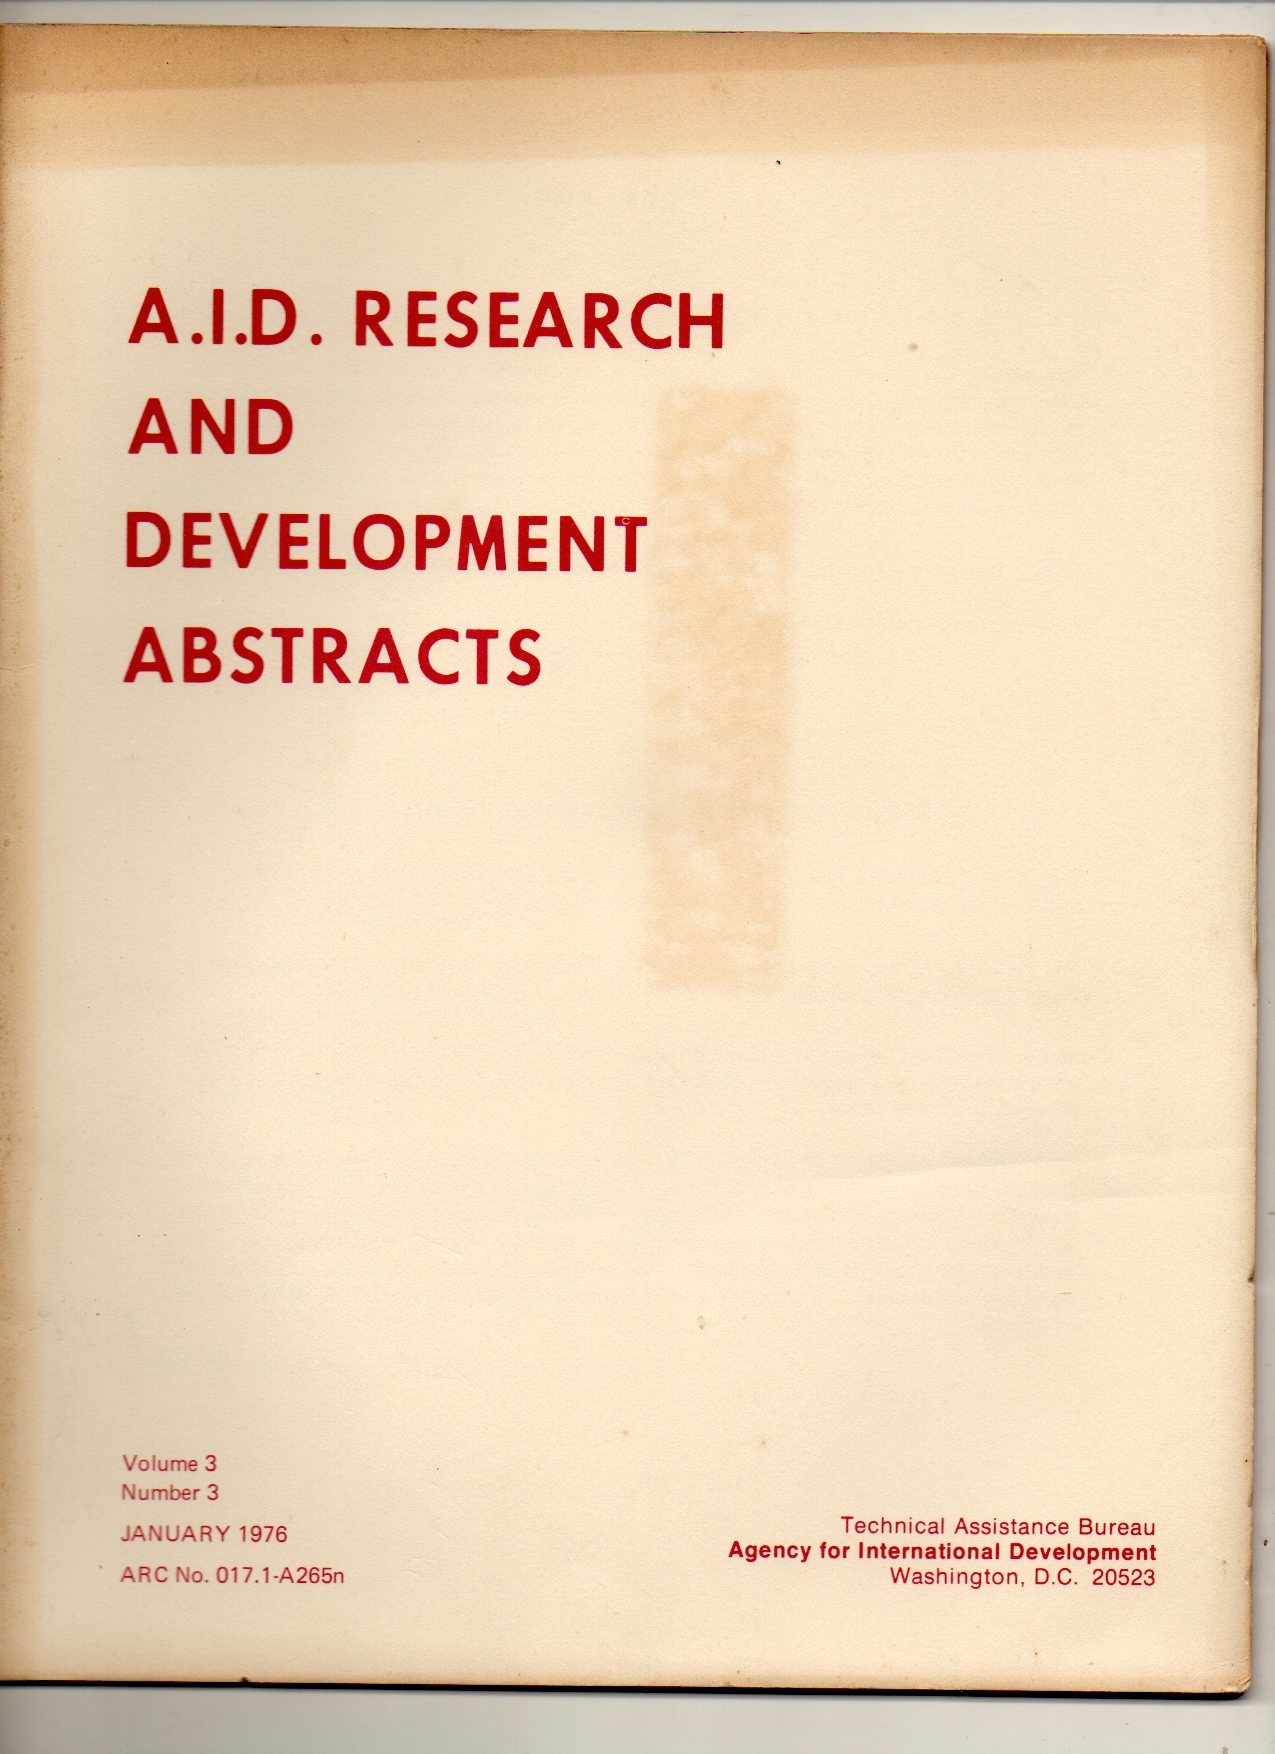 A.I.D. RESEARCH
AND
DEVELOPMENT
ABSTRACTS
Volume 3
Number 3
JANUARY 1976
ARC No. 017.1-A265n
Technical Assistance Bureau
Agency for International Development
Washington, D.C. 20523